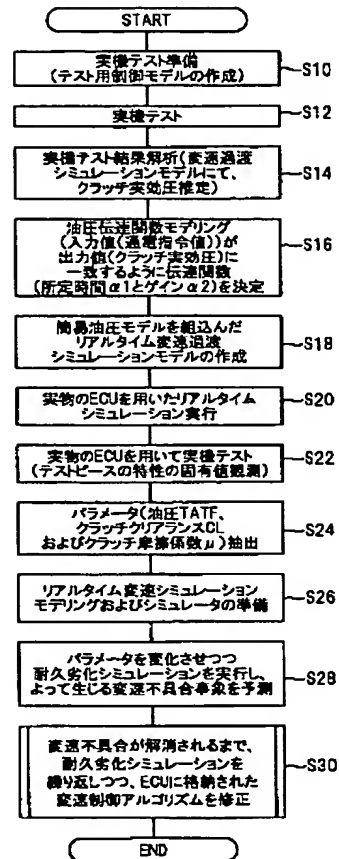 START
実機テスト準備
(テスト用制御モデルの作成)
S10
実機テスト
S12
実機テスト結果解析(変速過渡
シミュレーションモデルにて、
クラッチ実効圧推定)
S14
油圧伝達関数モデリング
(入力値(通電指令値))が
出力値(クラッチ実効圧)に
一致するように伝達関数
(所定時間α1とゲインα2)を決定
S16
簡易油圧モデルを組込んだ
リアルタイム変速過渡
シミュレーションモデルの作成
S18
実物のECUを用いたリアルタイム
シミュレーション実行
S20
実物のECUを用いて実機テスト
(テストピースの特性の固有値観測)
S22
パラメータ(油圧TATF、
クラッチクリアランスCL
およびクラッチ摩擦係数μ)抽出
S24
リアルタイム変速シミュレーション
モデリングおよびシミュレータの準備
S26
パラメータを変化させつつ
耐久劣化シミュレーションを実行し、
よって生じる変速不具合事象を予測
S28
変速不具合が解消されるまで、
耐久劣化シミュレーションを
繰り返しつつ、ECUに格納された
変速制御アルゴリズムを修正
S30
END